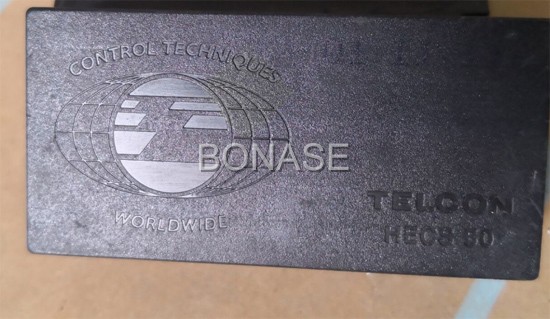 CONTROL TECHNIQUES
WORLDWIDE
BONASE
TELCON
HECS 50